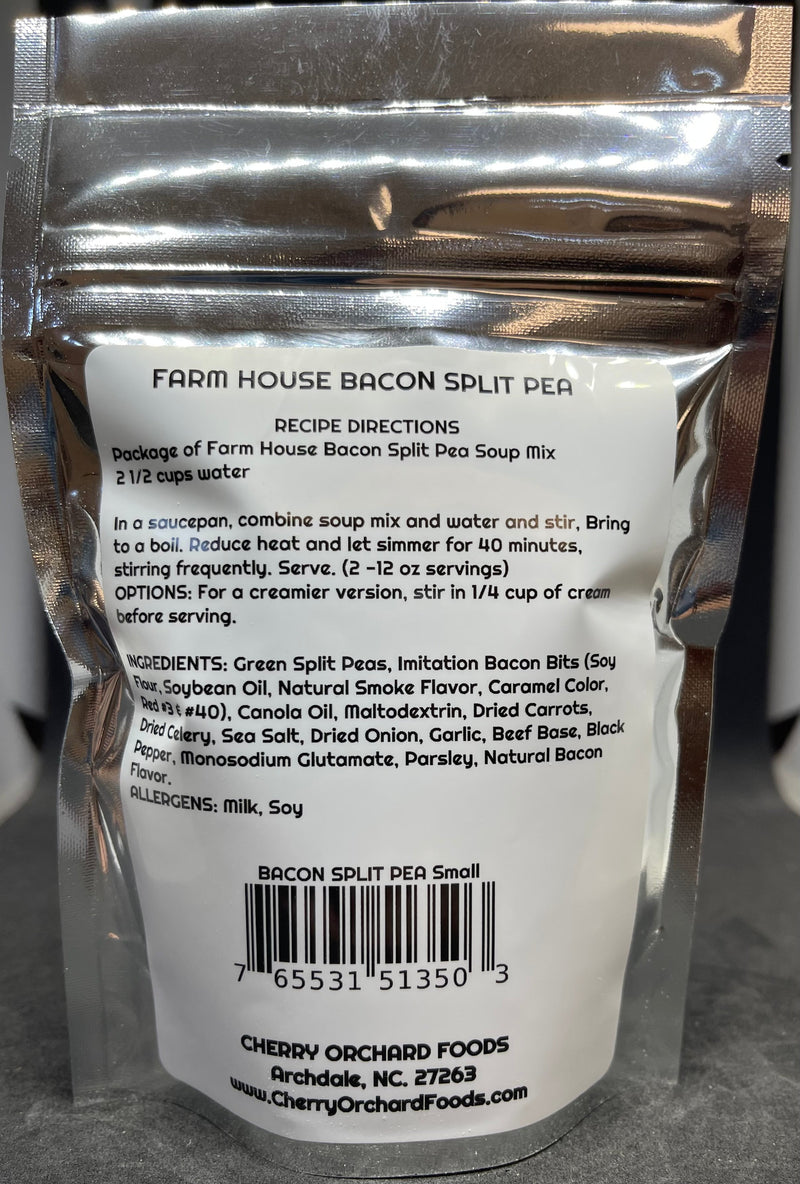 FARM HOUSE BACON SPLIT PEA
RECIPE DIRECTIONS
Package of Farm House Bacon Split Pea Soup Mix
2 1/2 cups water
In a saucepan, combine soup mix and water and stir, Bring
to a boil. Reduce heat and let simmer for 40 minutes,
stirring frequently. Serve. (2 -12 oz servings)
OPTIONS: For a creamier version, stir in 1/4 cup of cream
before serving.
INGREDIENTS: Green Split Peas, Imitation Bacon Bits (Soy
Flour, Soybean Oil, Natural Smoke Flavor, Caramel Color,
Red #3 & #40), Canola Oil, Maltodextrin, Dried Carrots,
Dried Celery, Sea Salt, Dried Onion, Garlic, Beef Base, Black
Pepper, Monosodium Glutamate, Parsley, Natural Bacon
Flavor.
ALLERGENS: Milk, Soy
BACON SPLIT PEA Small
7 65531 51350 3
CHERRY ORCHARD FOODS
Archdale, NC. 27263
www.CherryOrchardFoods.com